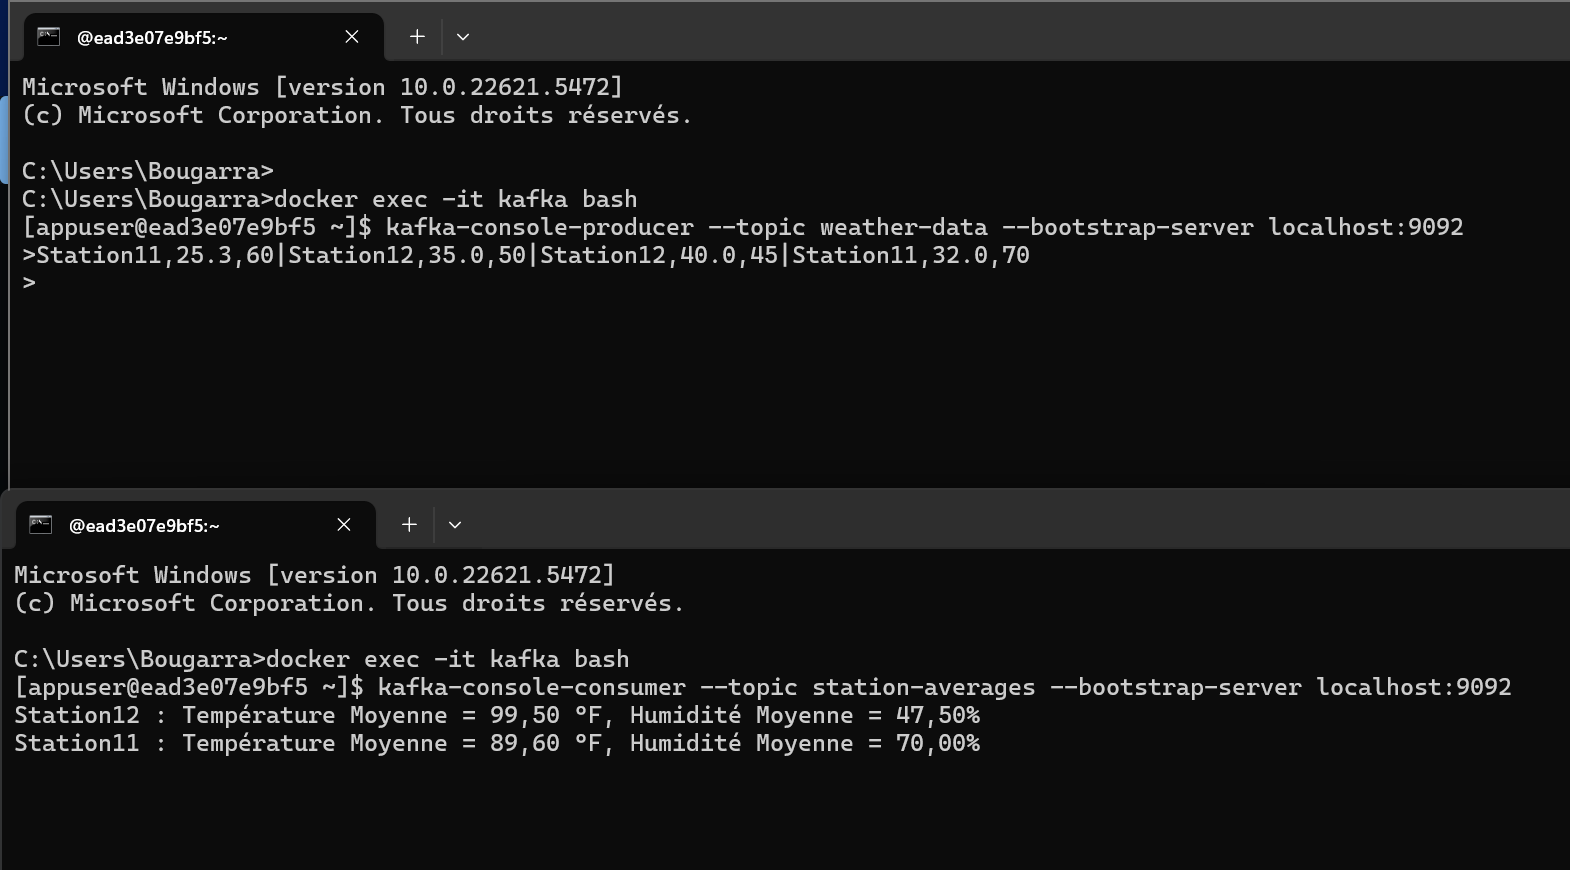 @ead3e07e9bf5:~
Microsoft Windows [version 10.0.22621.5472]
(c) Microsoft Corporation. Tous droits réservés.
C:\Users\Bougarra>
C:\Users\Bougarra>docker exec -it kafka bash
[appuser@ead3e07e9bf5 ~]$ kafka-console-producer --topic weather-data --bootstrap-server localhost:9092
>Station11,25.3,60|Station12,35.0,50|Station12,40.0,45|Station11,32.0,70
>
@ead3e07e9bf5:~
Microsoft Windows [version 10.0.22621.5472]
(c) Microsoft Corporation. Tous droits réservés.
C:\Users\Bougarra>docker exec -it kafka bash
[appuser@ead3e07e9bf5 ~]$ kafka-console-consumer --topic station-averages --bootstrap-server localhost:9092
Station12 : Température Moyenne = 99,50 °F, Humidité Moyenne = 47,50%
Station11 : Température Moyenne = 89,60 °F, Humidité Moyenne = 70,00%